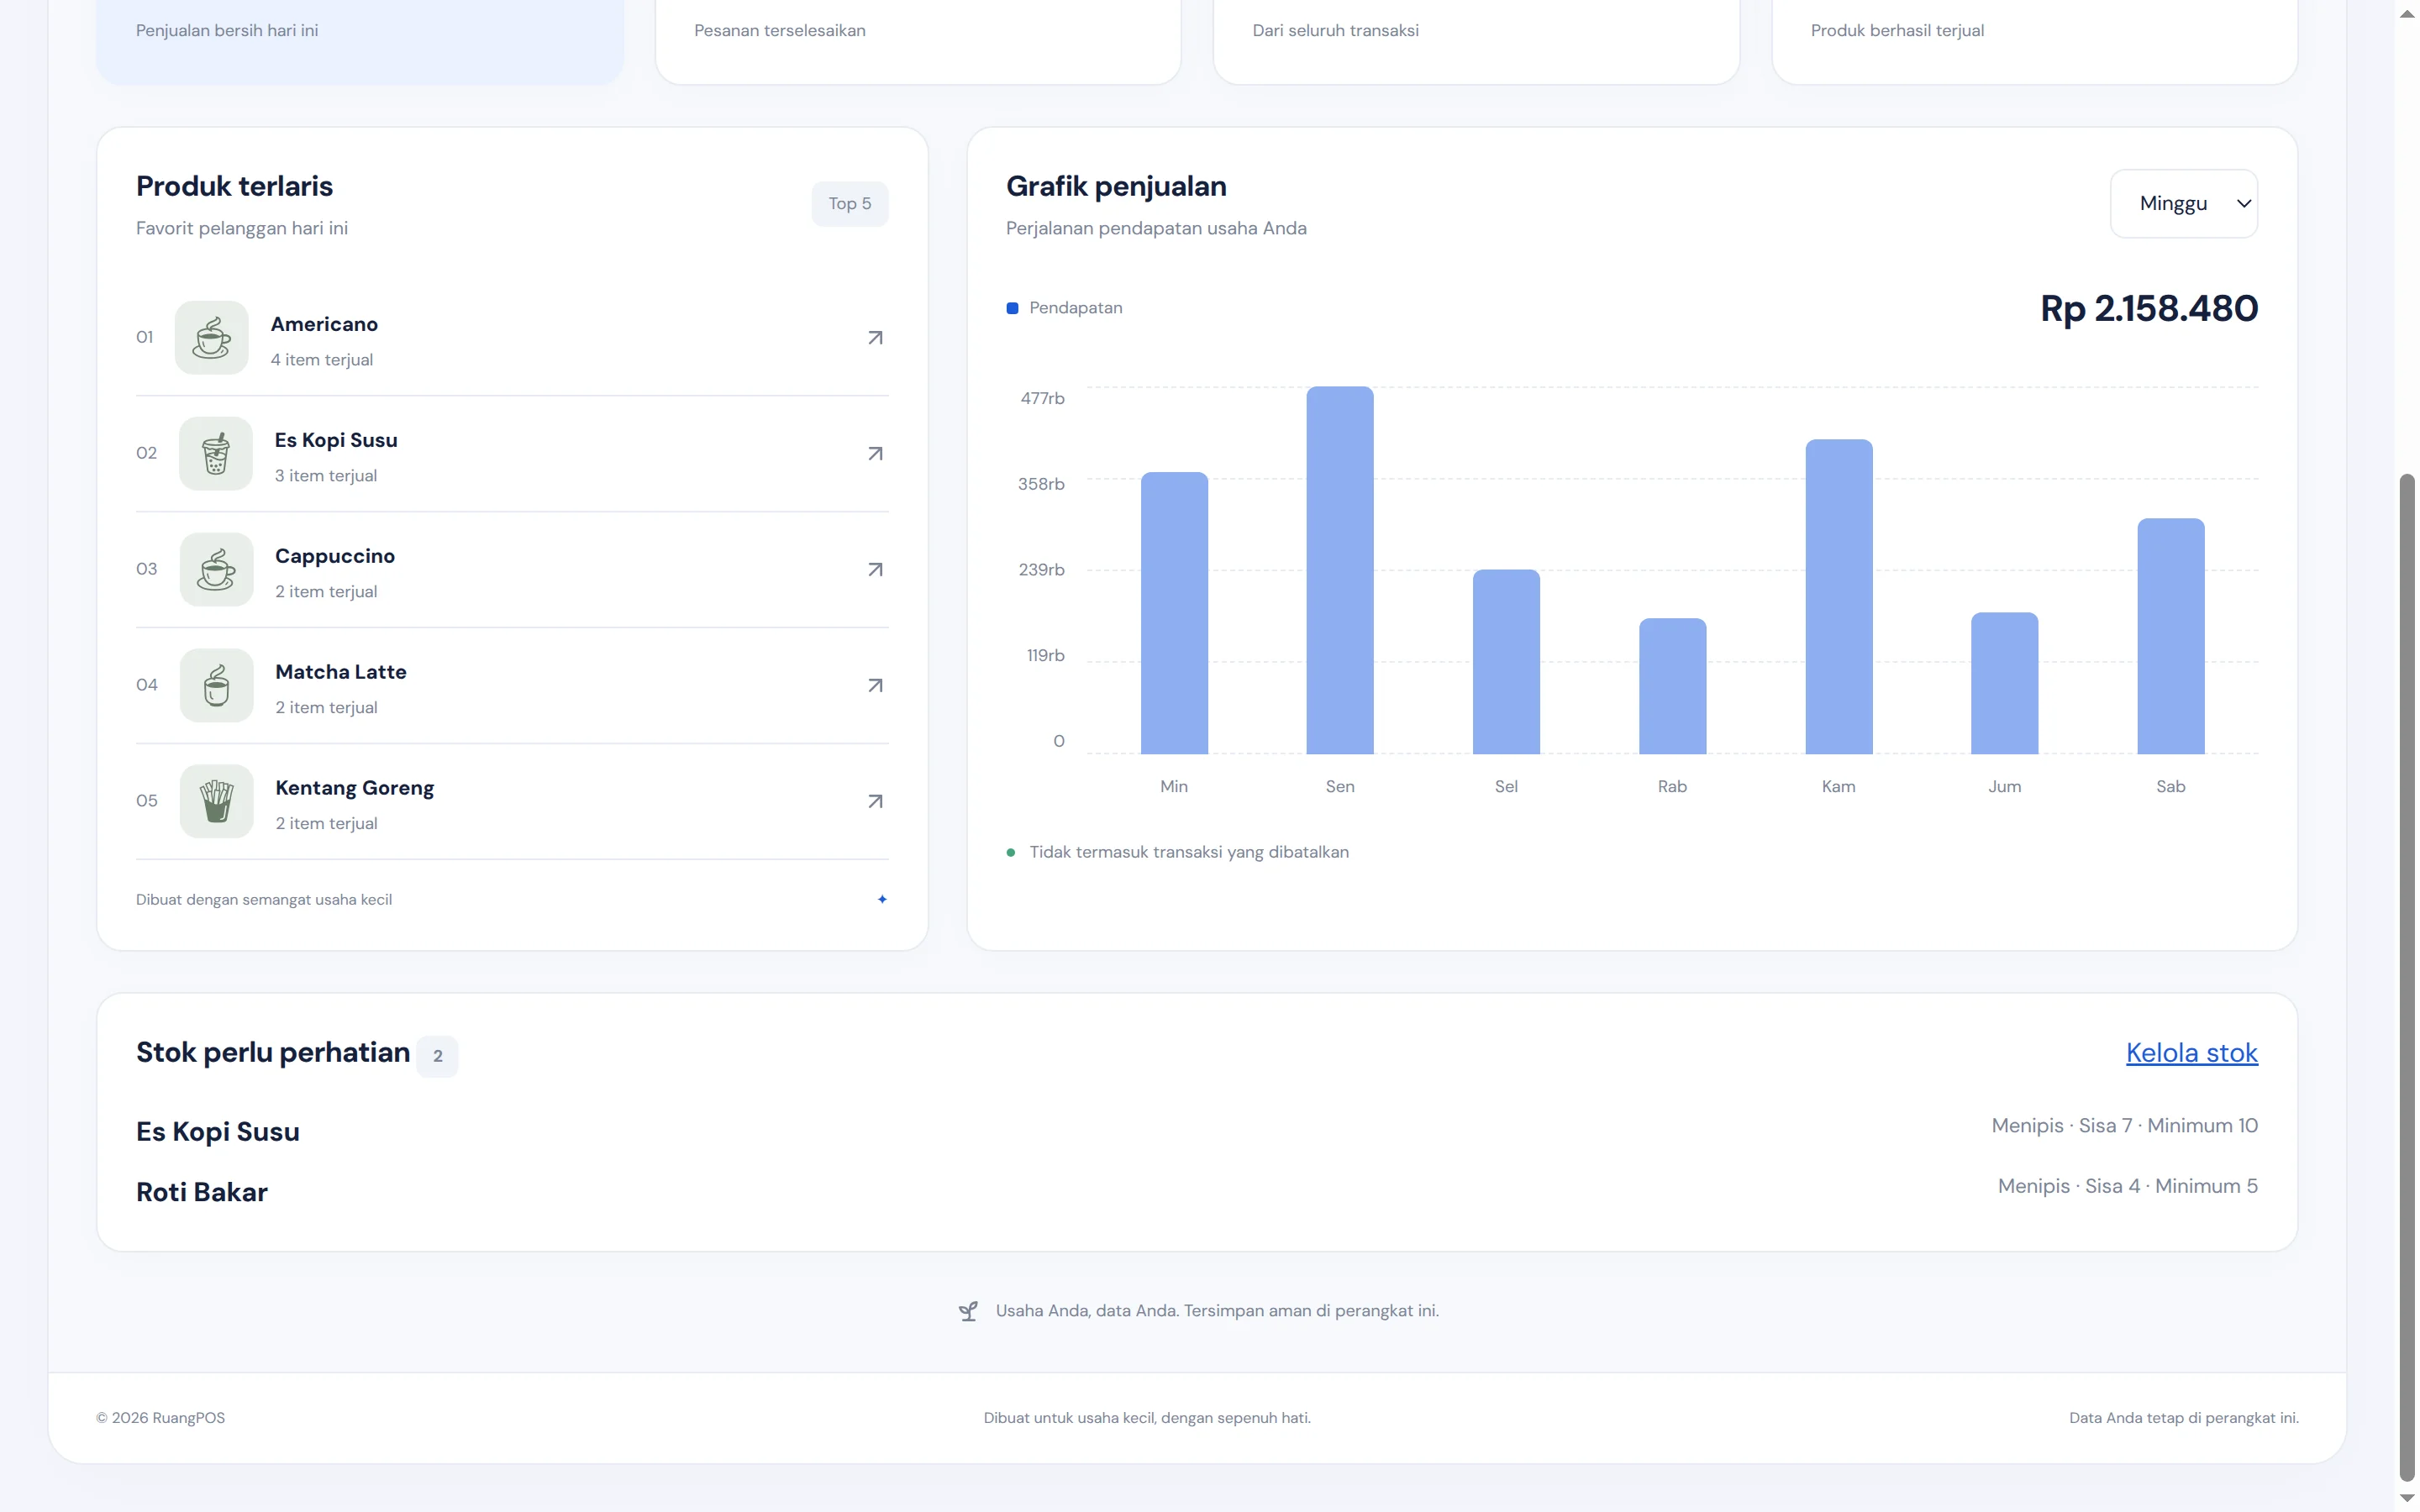 Penjualan bersih hari ini
Pesanan terselesaikan
Dari seluruh transaksi
Produk berhasil terjual
Produk terlaris
Favorit pelanggan hari ini
Top 5
01
Americano
4 item terjual
02
Es Kopi Susu
3 item terjual
03
Cappuccino
2 item terjual
04
Matcha Latte
2 item terjual
05
Kentang Goreng
2 item terjual
Dibuat dengan semangat usaha kecil
Grafik penjualan
Perjalanan pendapatan usaha Anda
Minggu
Pendapatan
Rp 2.158.480
477rb
358rb
239rb
119rb
0
Min
Sen
Sel
Rab
Kam
Jum
Sab
Tidak termasuk transaksi yang dibatalkan
Stok perlu perhatian 2
Kelola stok
Es Kopi Susu
Menipis · Sisa 7 · Minimum 10
Roti Bakar
Menipis · Sisa 4 · Minimum 5
Usaha Anda, data Anda. Tersimpan aman di perangkat ini.
© 2026 RuangPOS
Dibuat untuk usaha kecil, dengan sepenuh hati.
Data Anda tetap di perangkat ini.